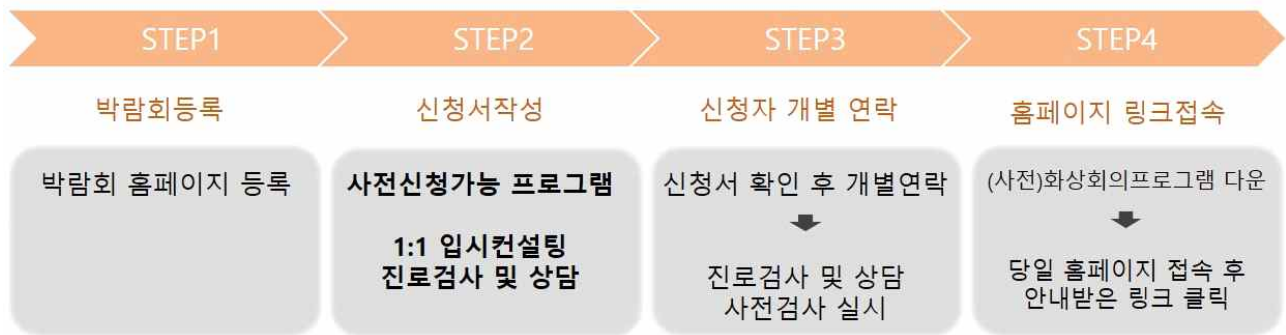 STEP1
STEP2
STEP3
STEP4
박람회등록
신청서작성
신청자 개별 연락
홈페이지 링크접속
박람회 홈페이지 등록
사전신청가능 프로그램
1:1 입시컨설팅
진로검사 및 상담
신청서 확인 후 개별연락
진로검사 및 상담
사전검사 실시
(사전)화상회의프로그램 다운
당일 홈페이지 접속 후
안내받은 링크 클릭